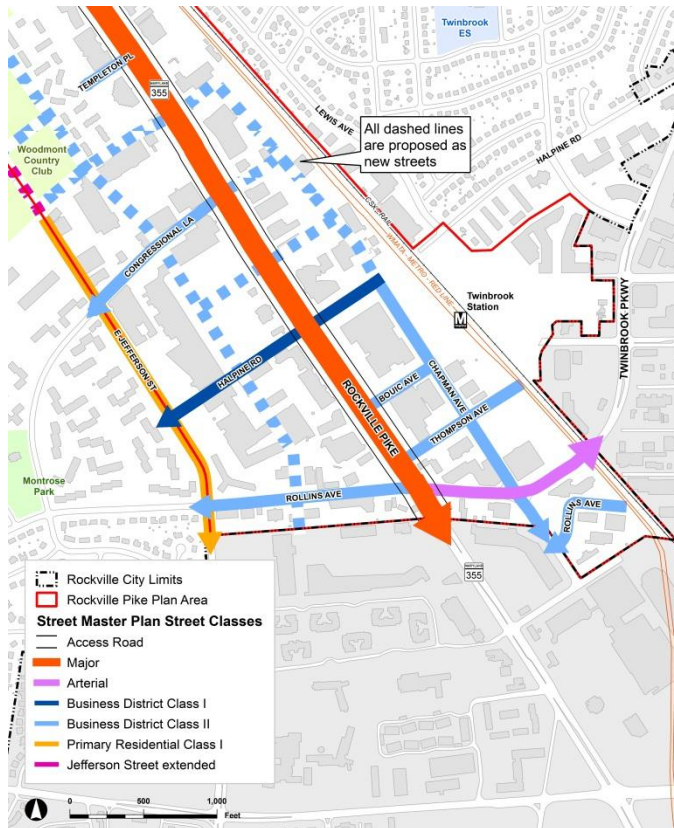 Twinbrook
ES
TEMPLETON PL
MARYLAND
355
LEWIS AVE
All dashed lines
are proposed as
new streets
HALPINE RD
Woodmont
Country
Club
CSX RAIL
WMATA - METRO - RED LINE
CONGRESSIONAL LA
Twinbrook
Station
M
TWINBROOK PKWY
E JEFFERSON ST
HALPINE RD
ROCKVILLE PIKE
BOUIC AVE
CHAPMAN AVE
THOMPSON AVE
Montrose
Park
ROLLINS AVE
ROLLINS AVE
MARYLAND
355
Rockville City Limits
Rockville Pike Plan Area
Street Master Plan Street Classes
Access Road
Major
Arterial
Business District Class I
Business District Class II
Primary Residential Class I
Jefferson Street extended
0 500 1,000
Feet